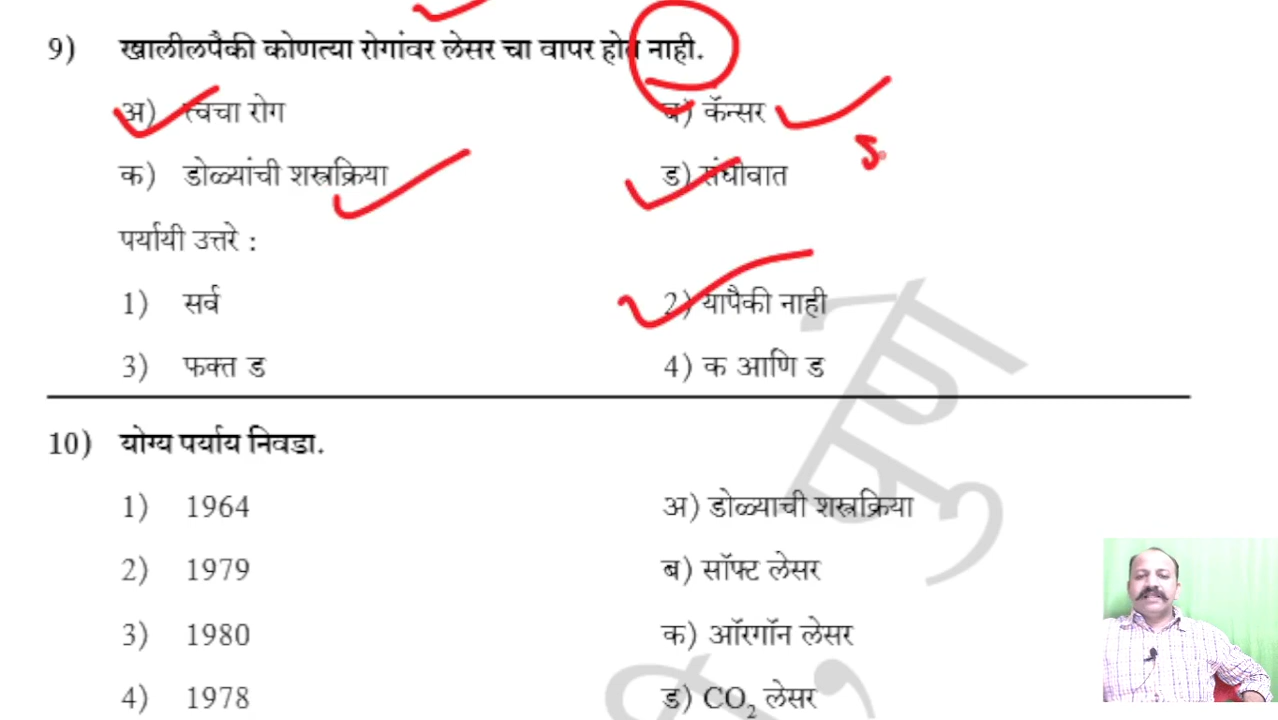 9) खालीलपैकी कोणत्या रोगांवर लेसर चा वापर होत नाही.
अ) त्वचा रोग ब) कॅन्सर
क) डोळ्यांची शस्त्रक्रिया ड) संधीवात
पर्यायी उत्तरे :
1) सर्व 2) यापैकी नाही
3) फक्त ड 4) क आणि ड
10) योग्य पर्याय निवडा.
1) 1964 अ) डोळ्याची शस्त्रक्रिया
2) 1979 ब) सॉफ्ट लेसर
3) 1980 क) ऑरगॉन लेसर
4) 1978 ड) CO₂ लेसर